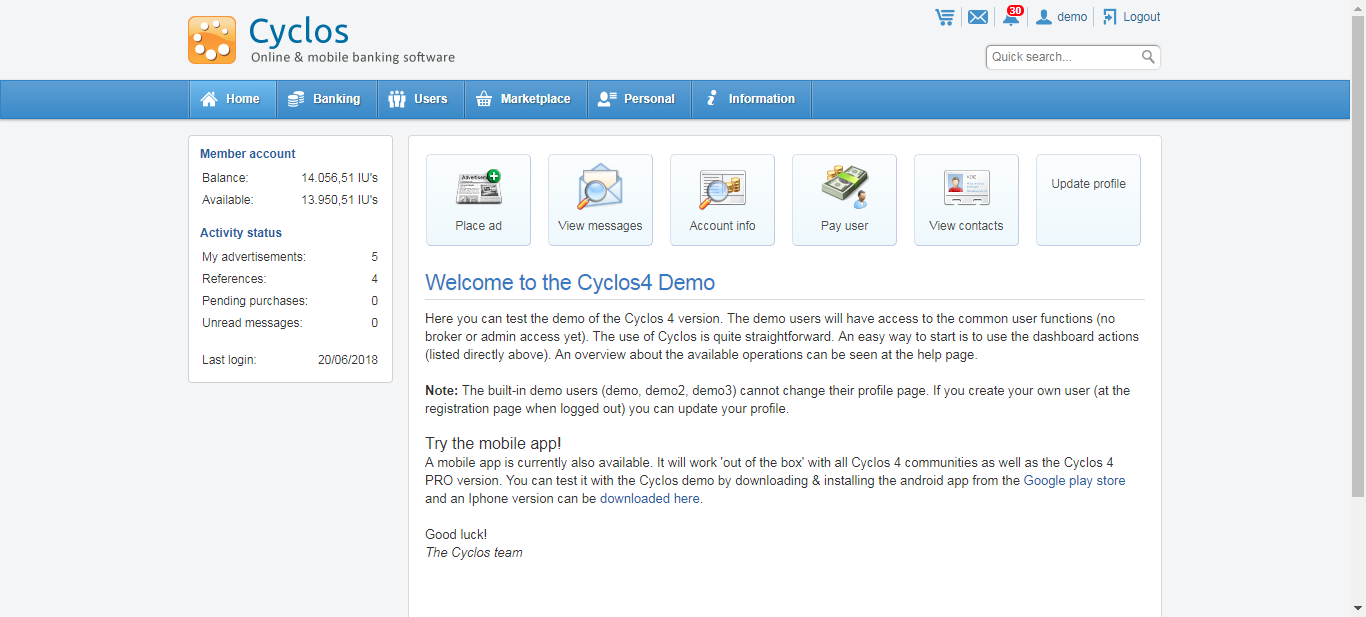 Cyclos
Online & mobile banking software
30
demo
Logout
Quick search...
Home
Banking
Users
Marketplace
Personal
Information
Member account
Balance: 14.056,51 IU's
Available: 13.950,51 IU's
Activity status
My advertisements: 5
References: 4
Pending purchases: 0
Unread messages: 0
Last login: 20/06/2018
Place ad
View messages
Account info
Pay user
View contacts
Update profile
Welcome to the Cyclos4 Demo
Here you can test the demo of the Cyclos 4 version. The demo users will have access to the common user functions (no
broker or admin access yet). The use of Cyclos is quite straightforward. An easy way to start is to use the dashboard actions
(listed directly above). An overview about the available operations can be seen at the help page.
Note: The built-in demo users (demo, demo2, demo3) cannot change their profile page. If you create your own user (at the
registration page when logged out) you can update your profile.
Try the mobile app!
A mobile app is currently also available. It will work 'out of the box' with all Cyclos 4 communities as well as the Cyclos 4
PRO version. You can test it with the Cyclos demo by downloading & installing the android app from the Google play store
and an Iphone version can be downloaded here.
Good luck!
The Cyclos team